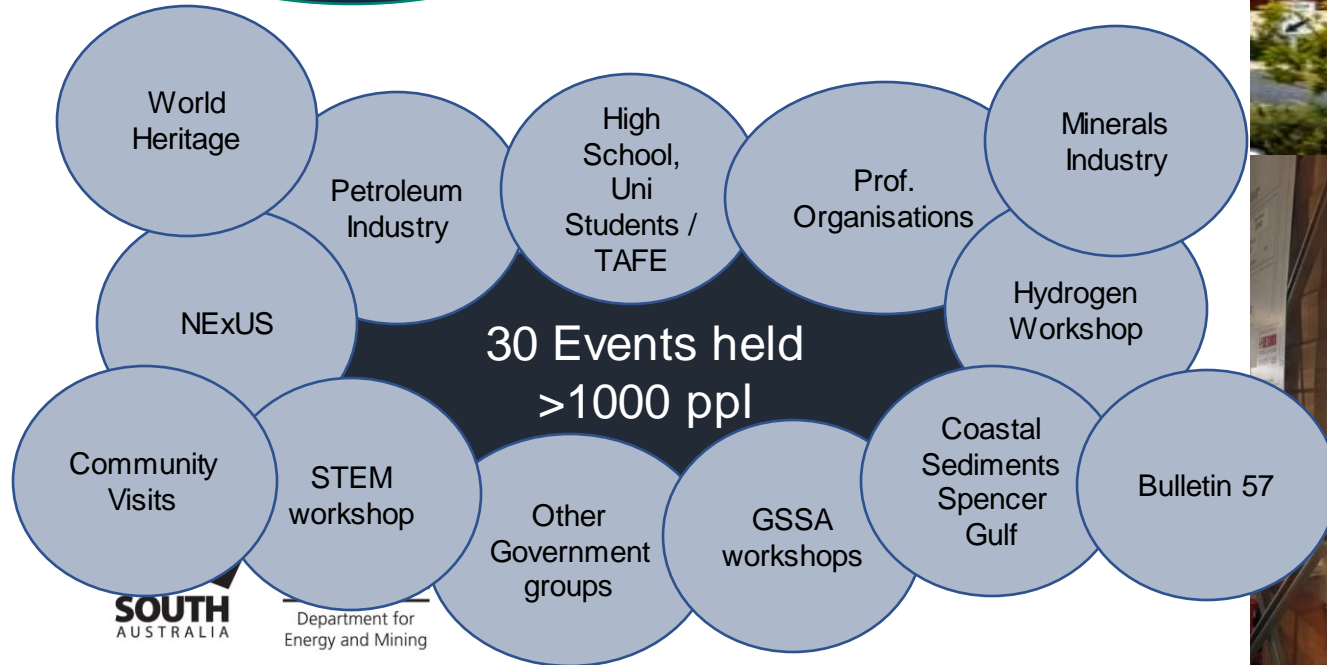 World
Heritage
Petroleum
Industry
High
School,
Uni
Students /
TAFE
Prof.
Organisations
Minerals
Industry
NExUS
30 Events held
>1000 ppl
Hydrogen
Workshop
Community
Visits
STEM
workshop
Other
Government
groups
GSSA
workshops
Coastal
Sediments
Spencer
Gulf
Bulletin 57
SOUTH
AUSTRALIA
Department for
Energy and Mining